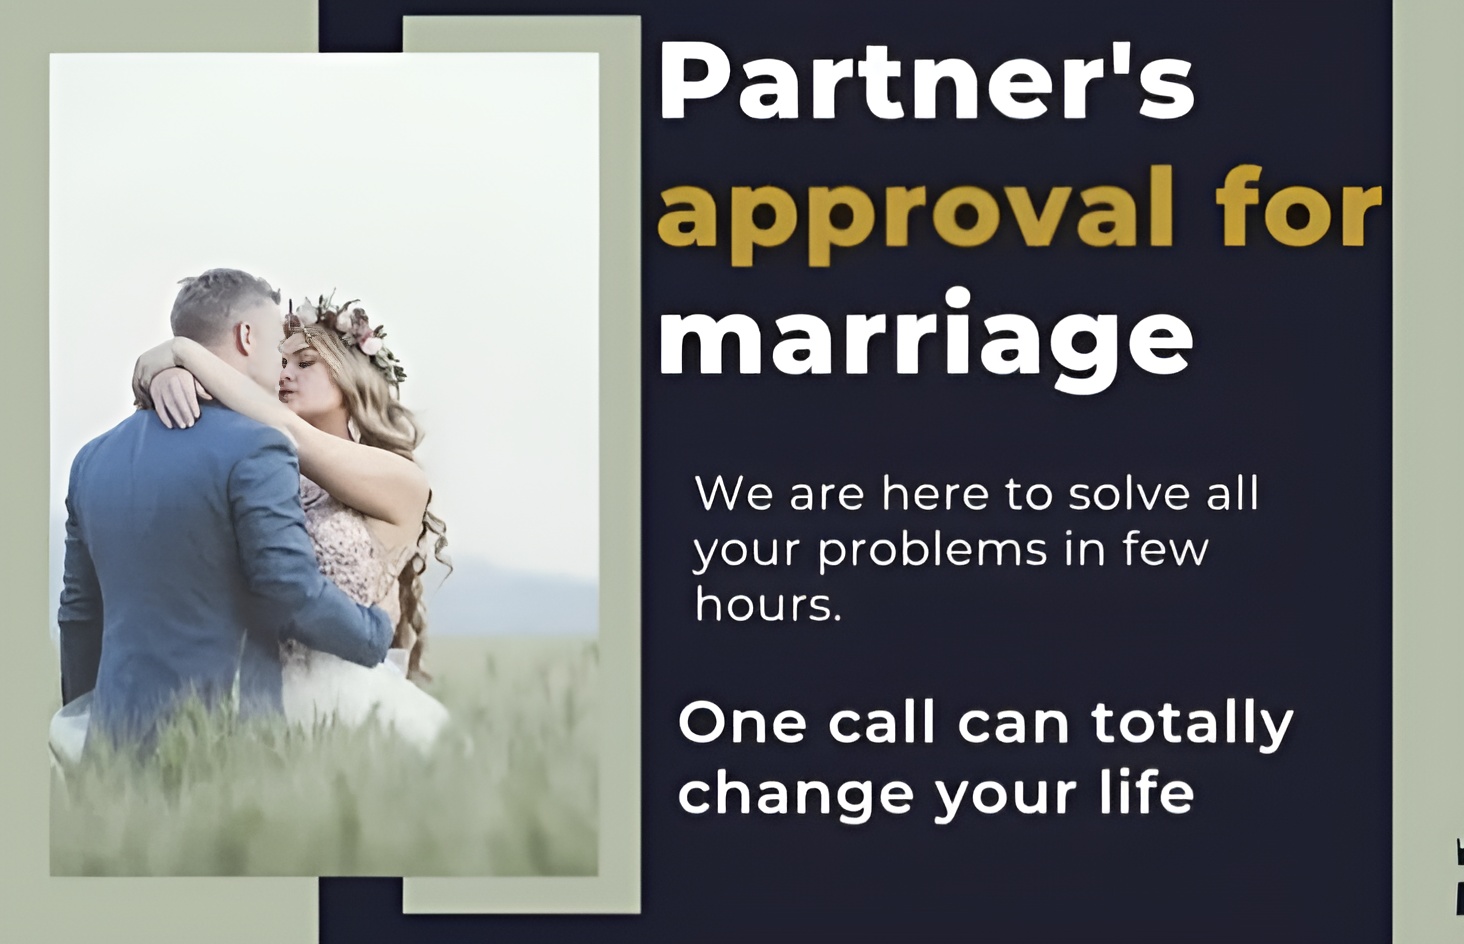 Partner's
approval for
marriage
We are here to solve all
your problems in few
hours.
One call can totally
change your life